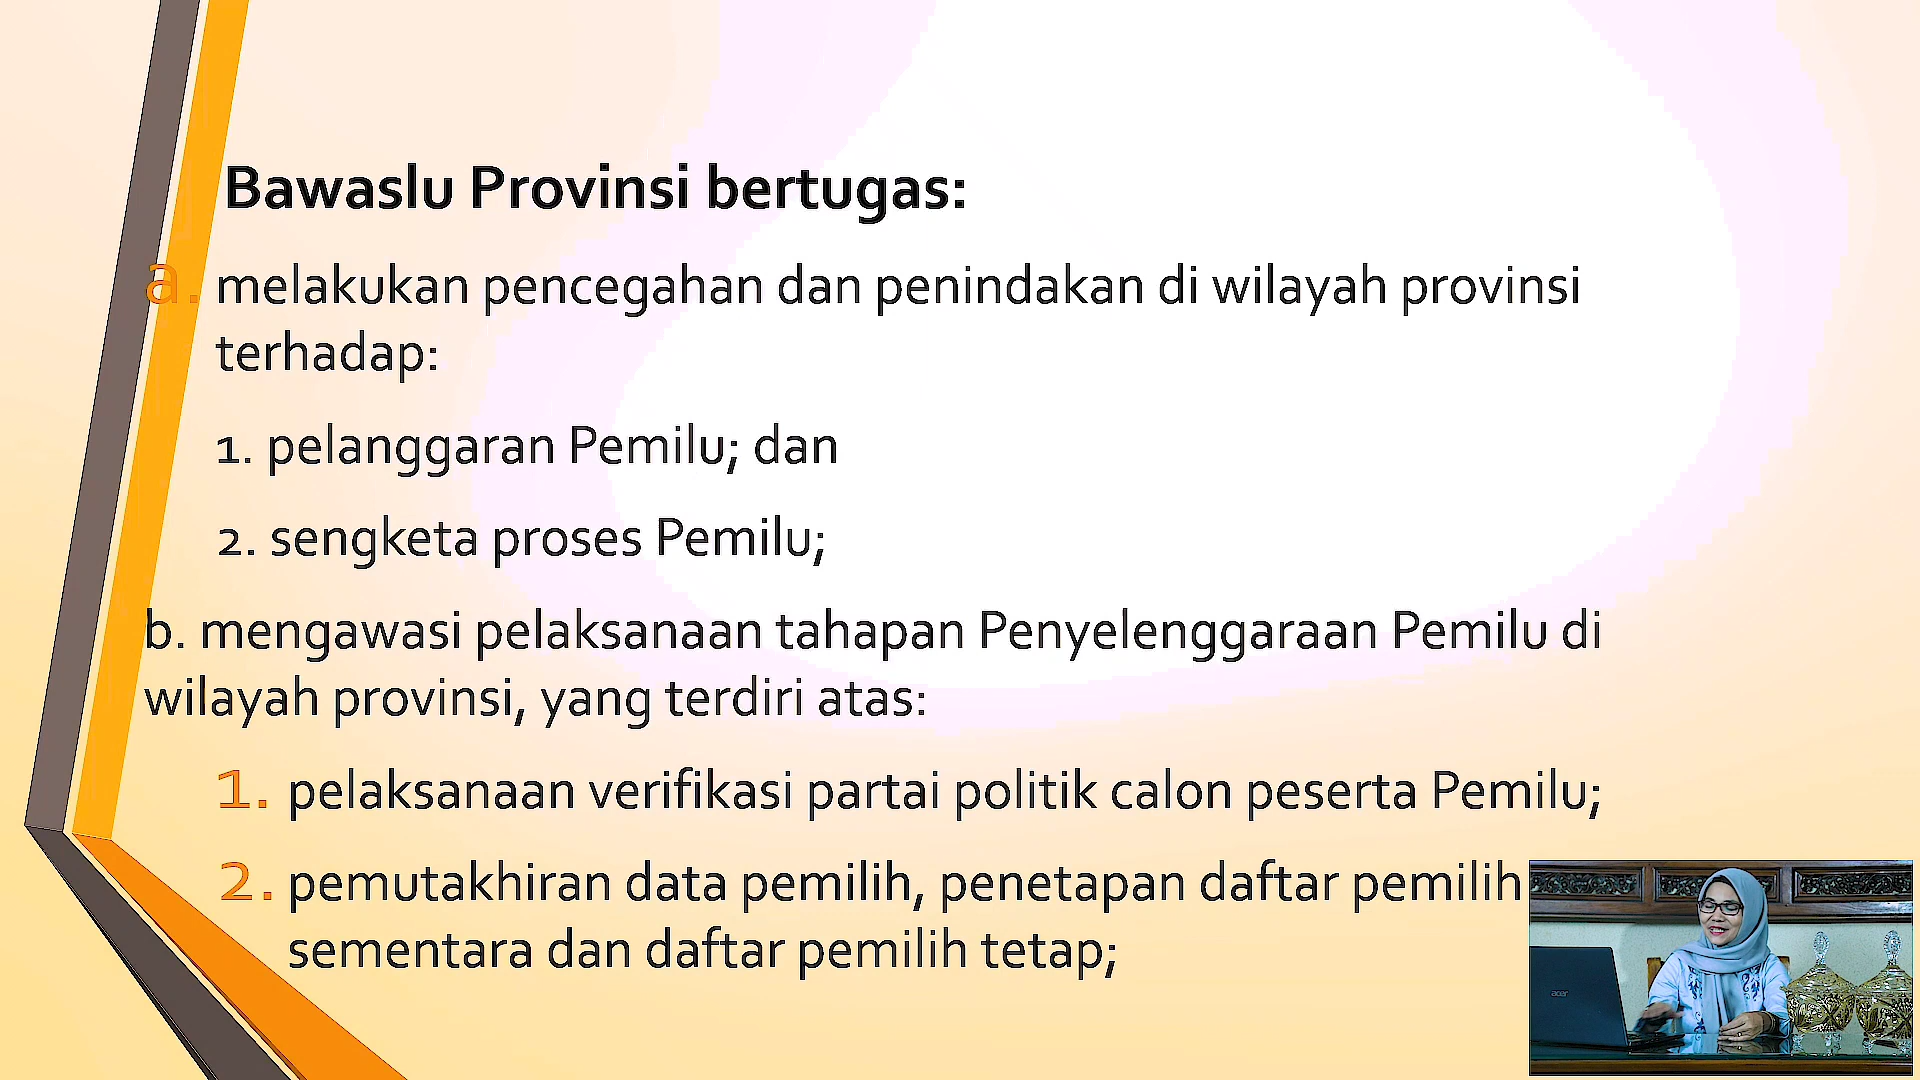 Bawaslu Provinsi bertugas:
a. melakukan pencegahan dan penindakan di wilayah provinsi
terhadap:
1. pelanggaran Pemilu; dan
2. sengketa proses Pemilu;
b. mengawasi pelaksanaan tahapan Penyelenggaraan Pemilu di
wilayah provinsi, yang terdiri atas:
1. pelaksanaan verifikasi partai politik calon peserta Pemilu;
2. pemutakhiran data pemilih, penetapan daftar pemilih
sementara dan daftar pemilih tetap;
acer